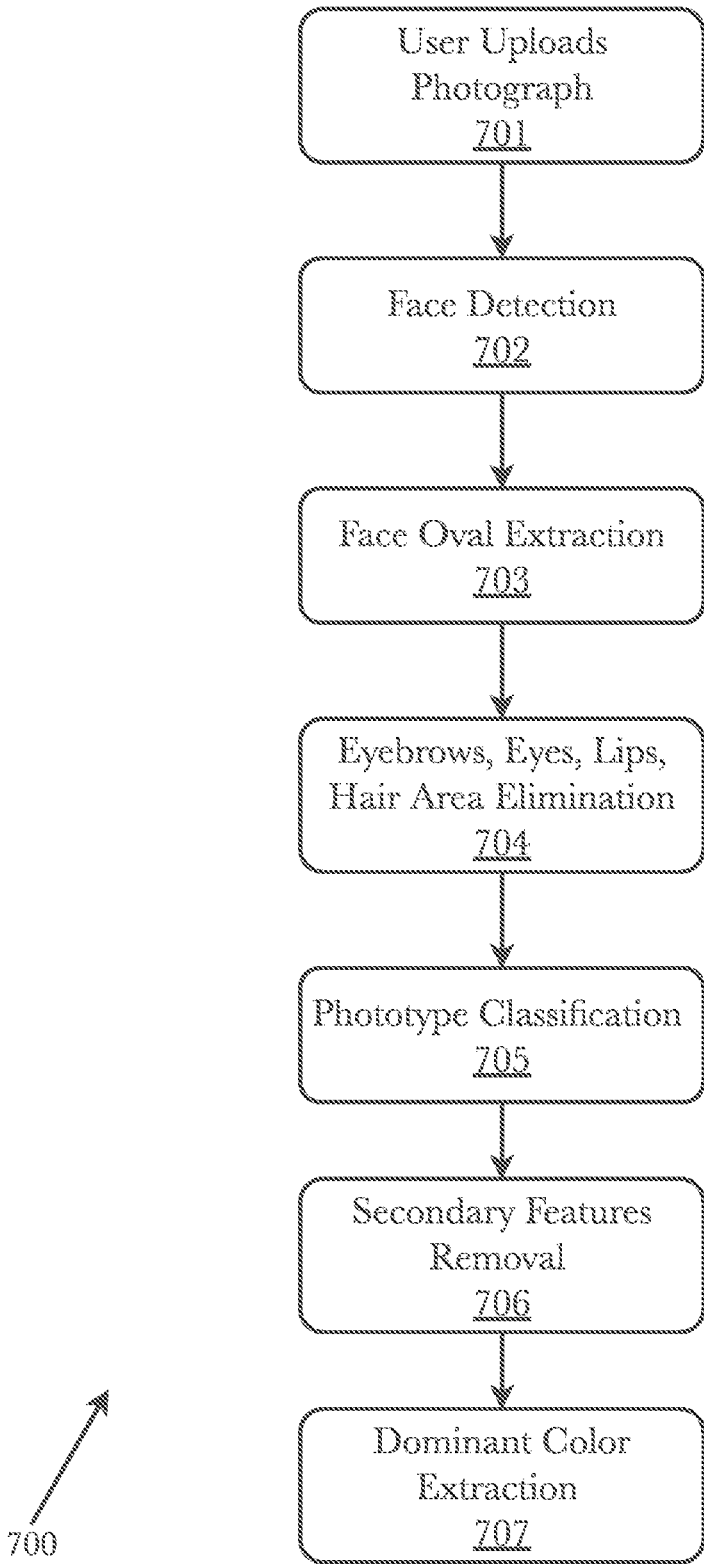 User Uploads
Photograph
701
Face Detection
702
Face Oval Extraction
703
Eyebrows, Eyes, Lips,
Hair Area Elimination
704
Phototype Classification
705
Secondary Features
Removal
706
Dominant Color
Extraction
707
700